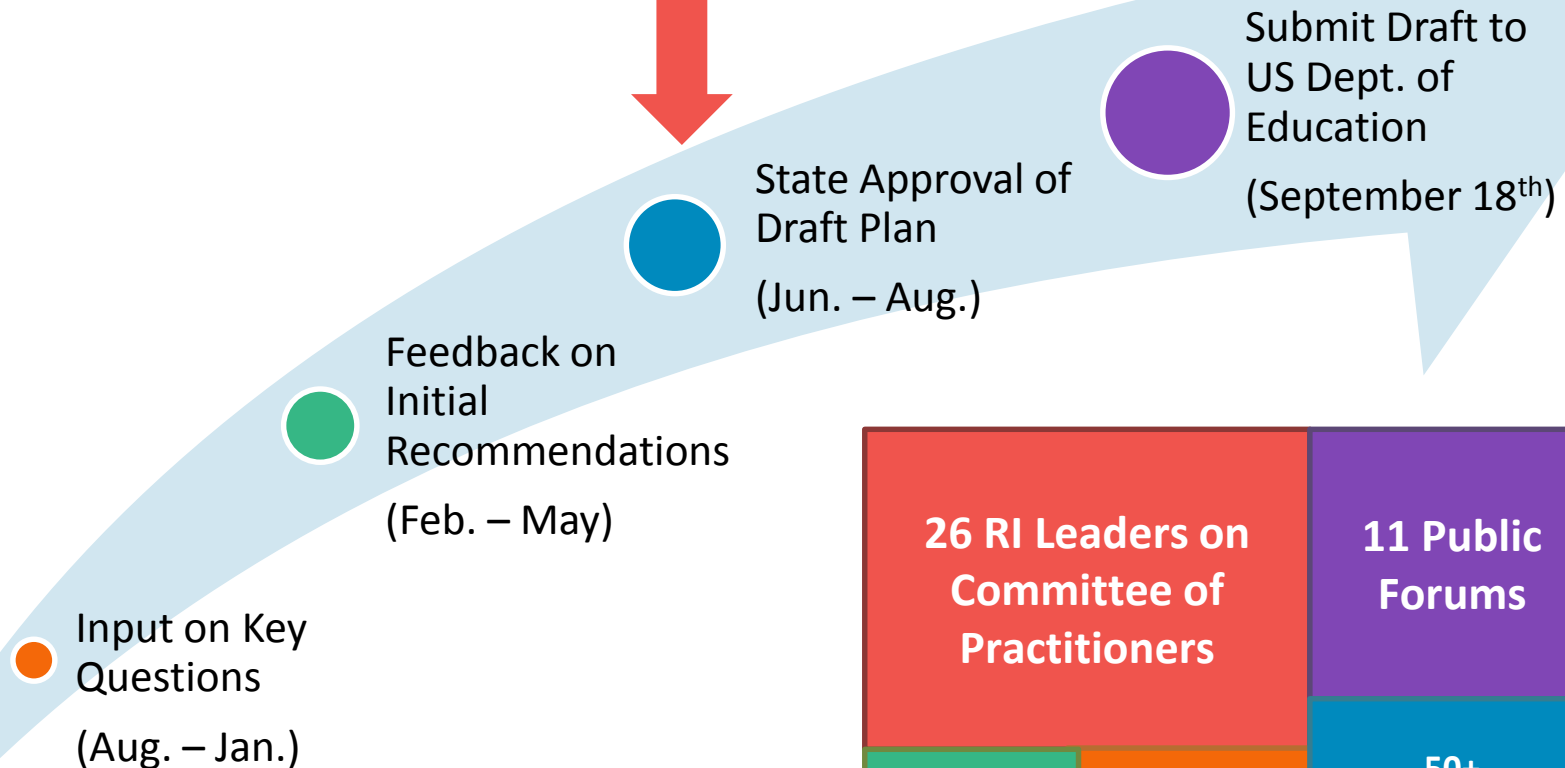 Submit Draft to
US Dept. of
Education
(September 18th)
State Approval of
Draft Plan
(Jun. – Aug.)
Feedback on
Initial
Recommendations
(Feb. – May)
Input on Key
Questions
(Aug. – Jan.)
26 RI Leaders on
Committee of
Practitioners
11 Public
Forums
50+